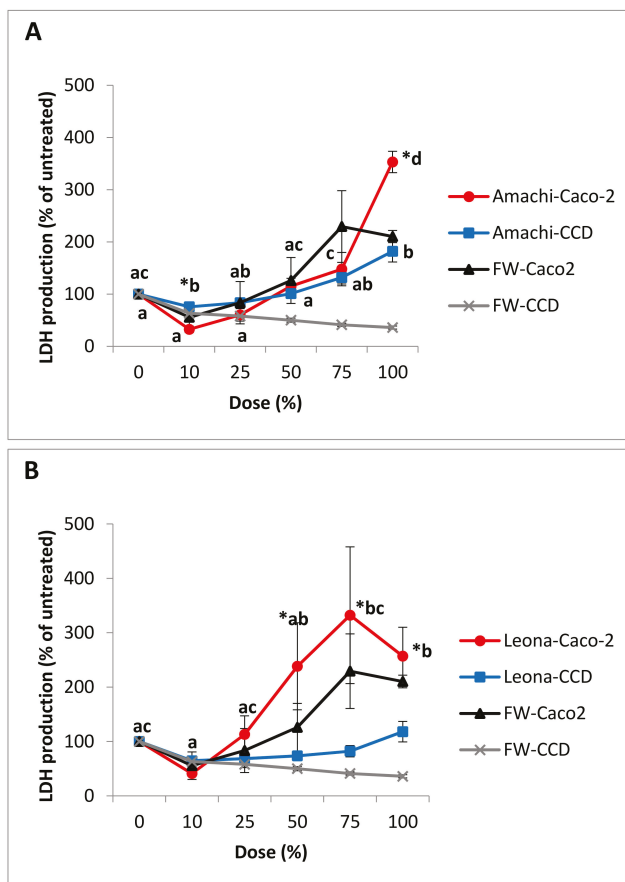 A
LDH production (% of untreated)
500
400
300
200
100
0
ac
a
*b
a
ab
a
ac
a
c
ab
*d
b
0 10 25 50 75 100
Dose (%)
Amachi-Caco-2
Amachi-CCD
FW-Caco2
FW-CCD
B
LDH production (% of untreated)
500
400
300
200
100
0
ac
a
ac
*ab
*bc
*b
0 10 25 50 75 100
Dose (%)
Leona-Caco-2
Leona-CCD
FW-Caco2
FW-CCD